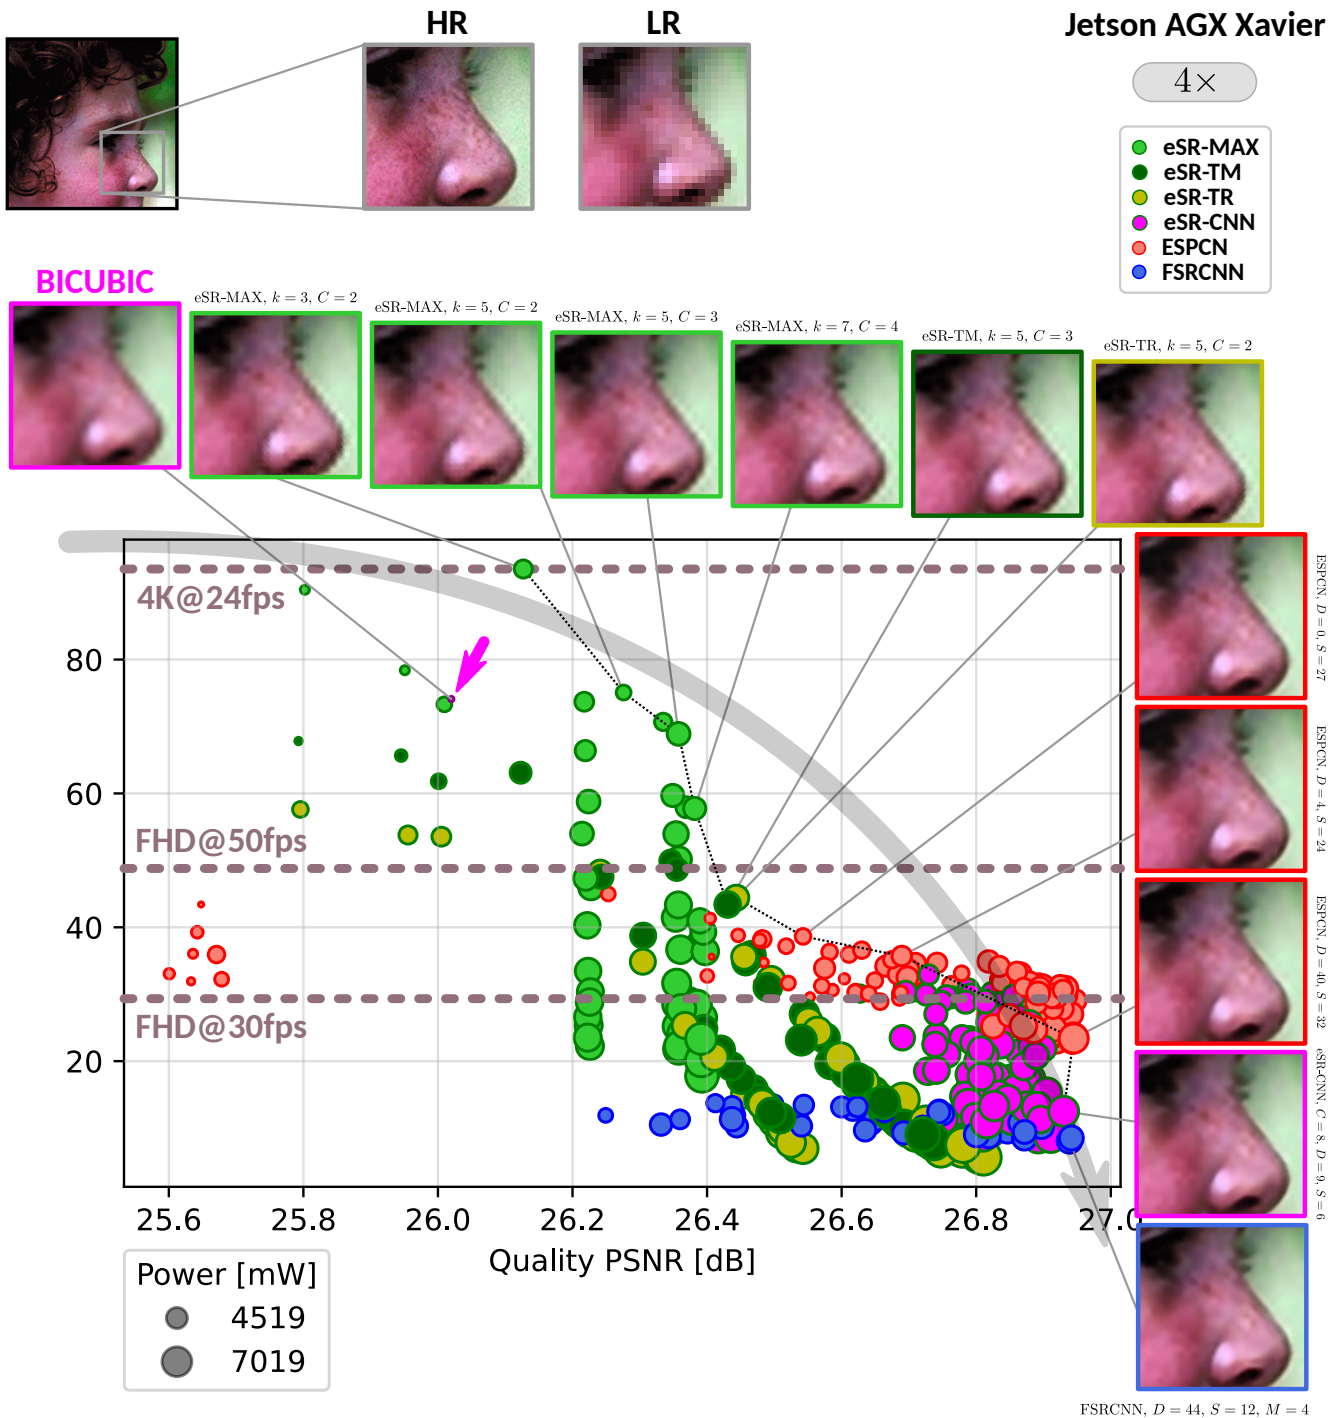 HR
LR
Jetson AGX Xavier
4×
eSR-MAX
eSR-TM
eSR-TR
eSR-CNN
ESPCN
FSRCNN
BICUBIC
eSR-MAX, k = 3, C = 2
eSR-MAX, k = 5, C = 2
eSR-MAX, k = 5, C = 3
eSR-MAX, k = 7, C = 4
eSR-TM, k = 5, C = 3
eSR-TR, k = 5, C = 2
ESPCN, D = 0, S = 27
ESPCN, D = 4, S = 24
ESPCN, D = 40, S = 32
eSR-CNN, C = 8, D = 9, S = 6
4K@24fps
FHD@50fps
FHD@30fps
80
60
40
20
25.6 25.8 26.0 26.2 26.4 26.6 26.8 27.0
Quality PSNR [dB]
Power [mW]
4519
7019
FSRCNN, D = 44, S = 12, M = 4